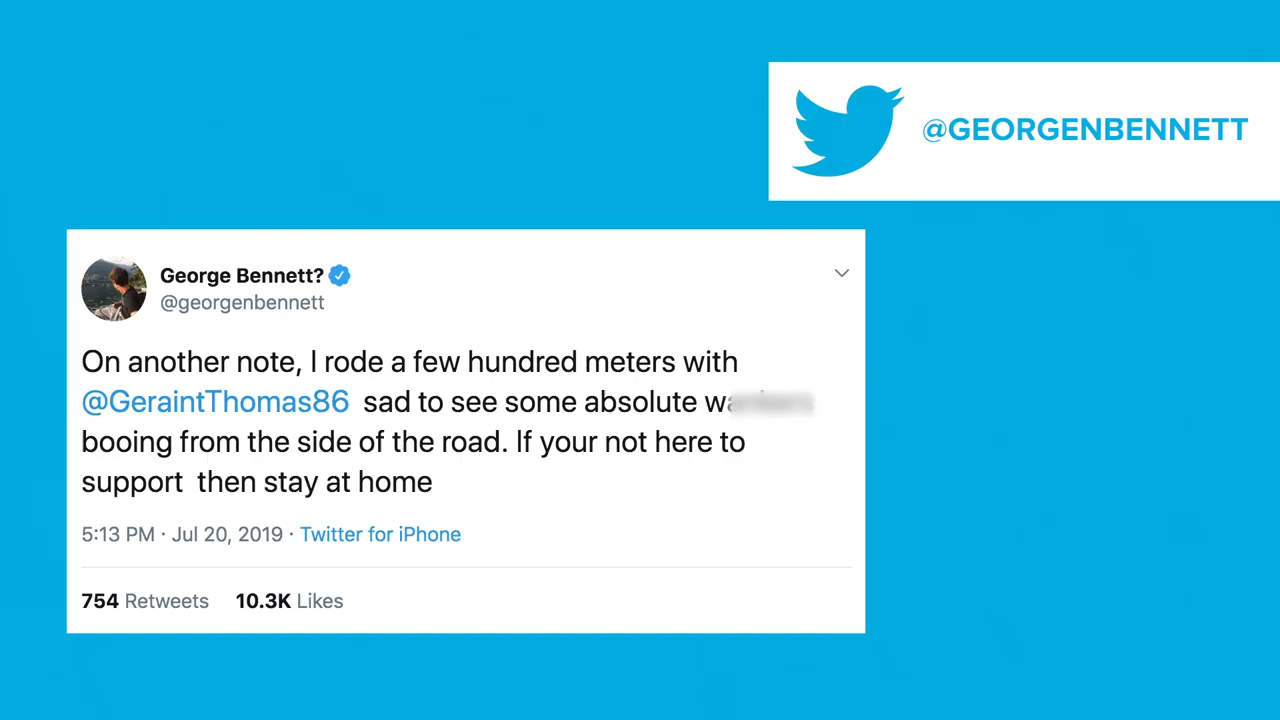 @GEORGENBENNETT
George Bennett?
@georgenbennett
On another note, I rode a few hundred meters with
@GeraintThomas86 sad to see some absolute
booing from the side of the road. If your not here to
support then stay at home
5:13 PM · Jul 20, 2019 · Twitter for iPhone
754 Retweets 10.3K Likes